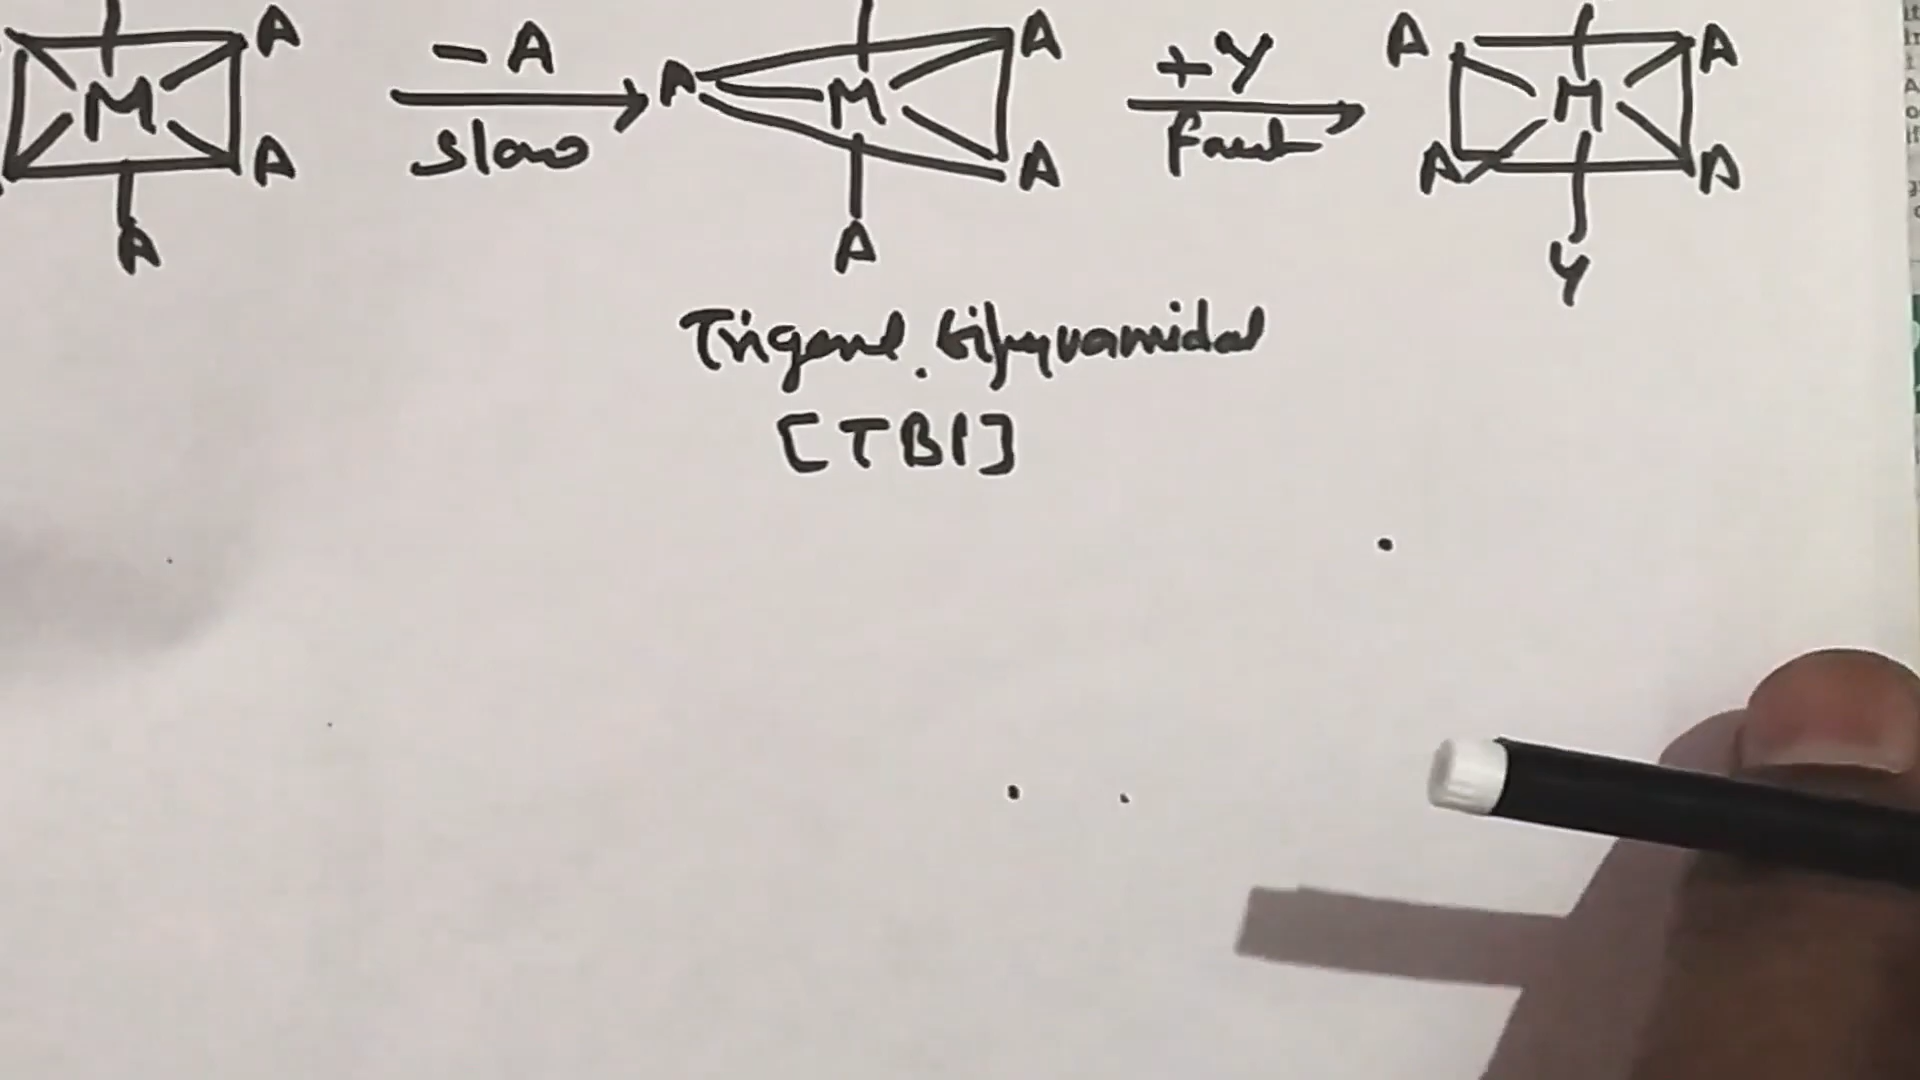 A - A A A +Y A A
M slow M fast M
A A A A
A A Y
Trigonal bipyramidal
[TBP]